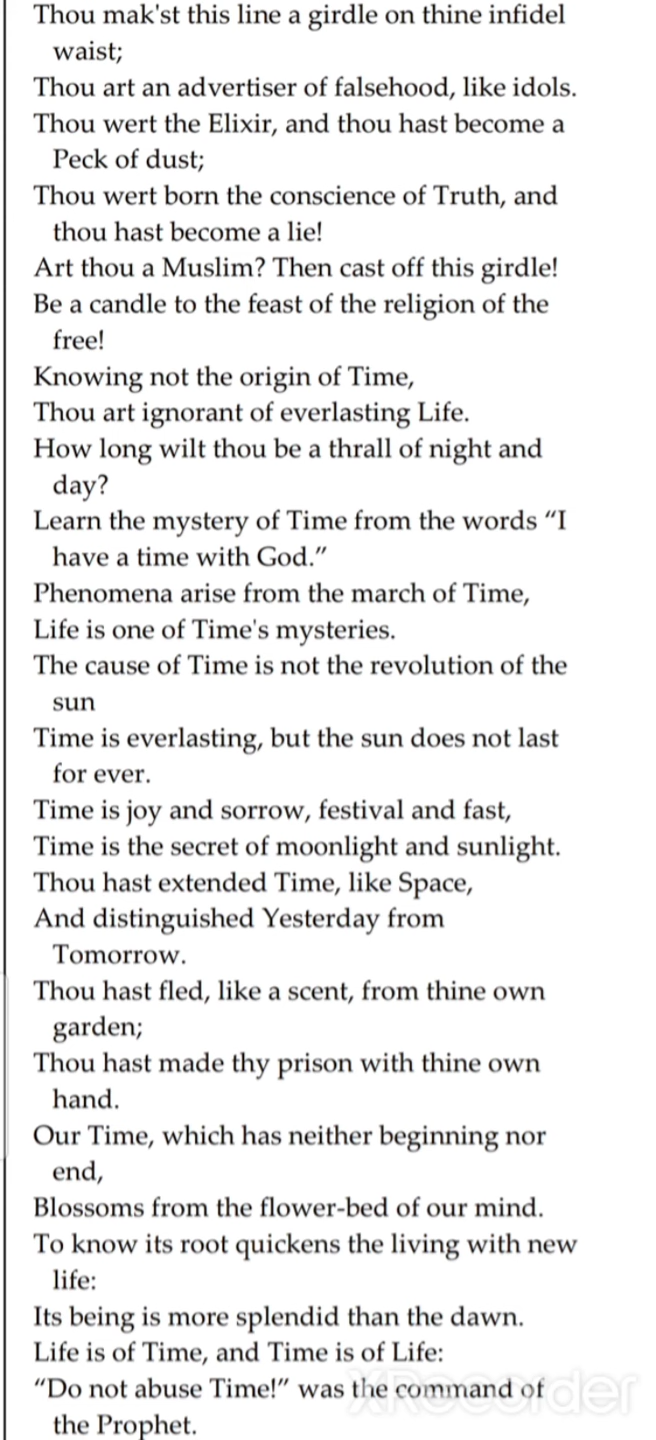 Thou mak'st this line a girdle on thine infidel
waist;
Thou art an advertiser of falsehood, like idols.
Thou wert the Elixir, and thou hast become a
Peck of dust;
Thou wert born the conscience of Truth, and
thou hast become a lie!
Art thou a Muslim? Then cast off this girdle!
Be a candle to the feast of the religion of the
free!
Knowing not the origin of Time,
Thou art ignorant of everlasting Life.
How long wilt thou be a thrall of night and
day?
Learn the mystery of Time from the words “I
have a time with God.”
Phenomena arise from the march of Time,
Life is one of Time's mysteries.
The cause of Time is not the revolution of the
sun
Time is everlasting, but the sun does not last
for ever.
Time is joy and sorrow, festival and fast,
Time is the secret of moonlight and sunlight.
Thou hast extended Time, like Space,
And distinguished Yesterday from
Tomorrow.
Thou hast fled, like a scent, from thine own
garden;
Thou hast made thy prison with thine own
hand.
Our Time, which has neither beginning nor
end,
Blossoms from the flower-bed of our mind.
To know its root quickens the living with new
life:
Its being is more splendid than the dawn.
Life is of Time, and Time is of Life:
“Do not abuse Time!” was the command of
the Prophet.
XRecorder